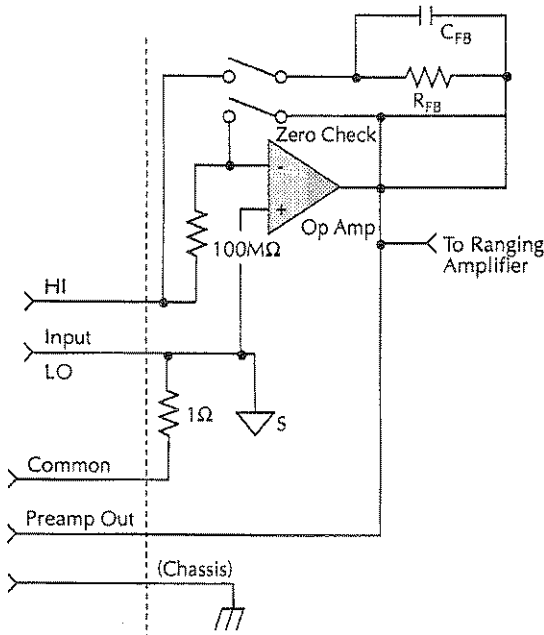 C_FB
R_FB
Zero Check
-
+
Op Amp
100MΩ
To Ranging
Amplifier
HI
Input
LO
1Ω
S
Common
Preamp Out
(Chassis)